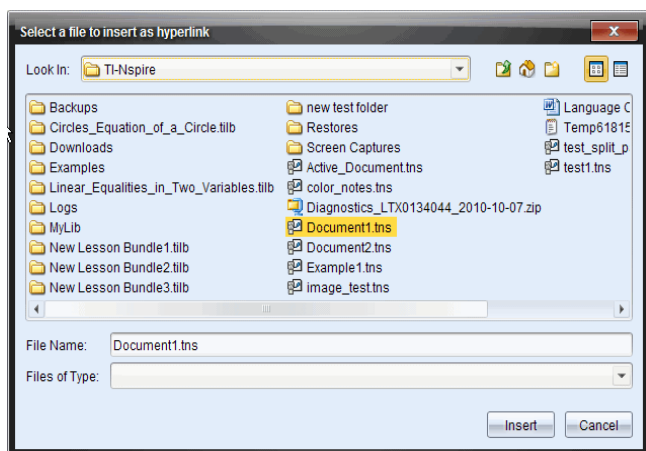 Select a file to insert as hyperlink
Look In: TI-Nspire
Backups
Circles_Equation_of_a_Circle.tilb
Downloads
Examples
Linear_Equalities_in_Two_Variables.tilb
Logs
MyLib
New Lesson Bundle1.tilb
New Lesson Bundle2.tilb
New Lesson Bundle3.tilb
new test folder
Restores
Screen Captures
Active_Document.tns
color_notes.tns
Diagnostics_LTX0134044_2010-10-07.zip
Document1.tns
Document2.tns
Example1.tns
image_test.tns
Language C
Temp61815
test_split_p
test1.tns
File Name: Document1.tns
Files of Type:
Insert Cancel